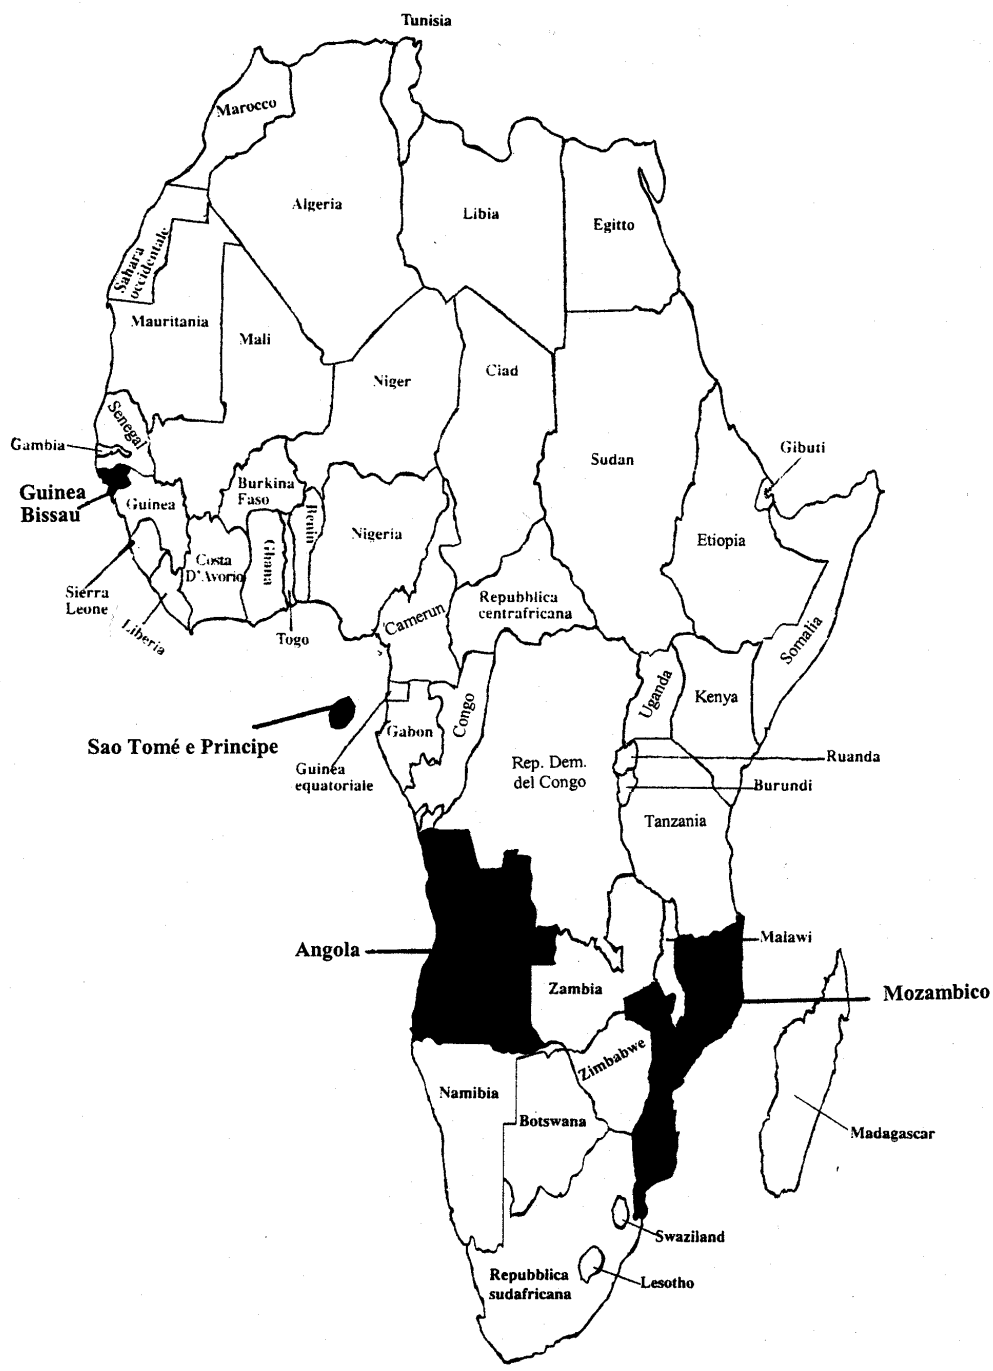 Tunisia
Marocco
Algeria
Libia
Egitto
Sahara
occidentale
Mauritania
Mali
Niger
Ciad
Sudan
Senegal
Gambia
Gibuti
Guinea
Bissau
Guinea
Burkina
Faso
Benin
Nigeria
Etiopia
Costa
D'Avorio
Ghana
Sierra
Leone
Liberia
Togo
Camerun
Repubblica
centrafricana
Somalia
Uganda
Kenya
Sao Tomé e Principe
Gabon
Congo
Guinea
equatoriale
Rep. Dem.
del Congo
Ruanda
Burundi
Tanzania
Angola
Malawi
Zambia
Mozambico
Zimbabwe
Namibia
Botswana
Madagascar
Swaziland
Repubblica
sudafricana
Lesotho